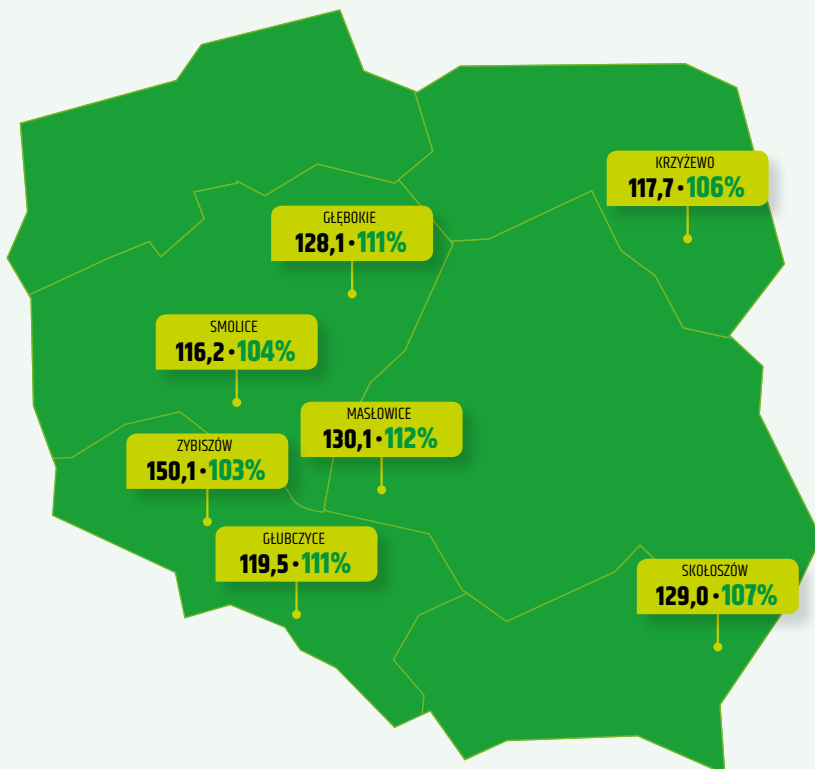 KRZYŻEWO
117,7•106%
GŁĘBOKIE
128,1•111%
SMOLICE
116,2•104%
MASŁOWICE
130,1•112%
ZYBISZÓW
150,1•103%
GŁUBCZYCE
119,5•111%
SKOŁOSZÓW
129,0•107%